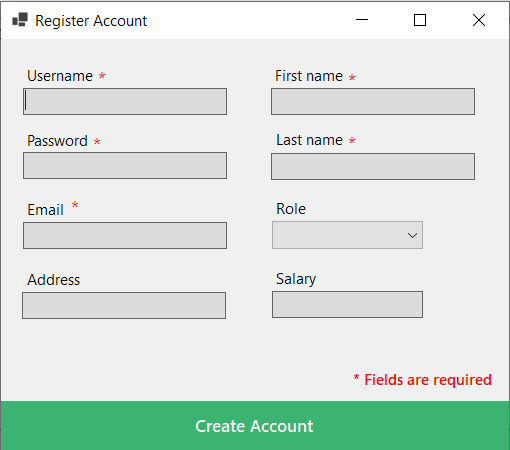 Register Account
Username *
First name *
Password *
Last name *
Email *
Role
Address
Salary
* Fields are required
Create Account